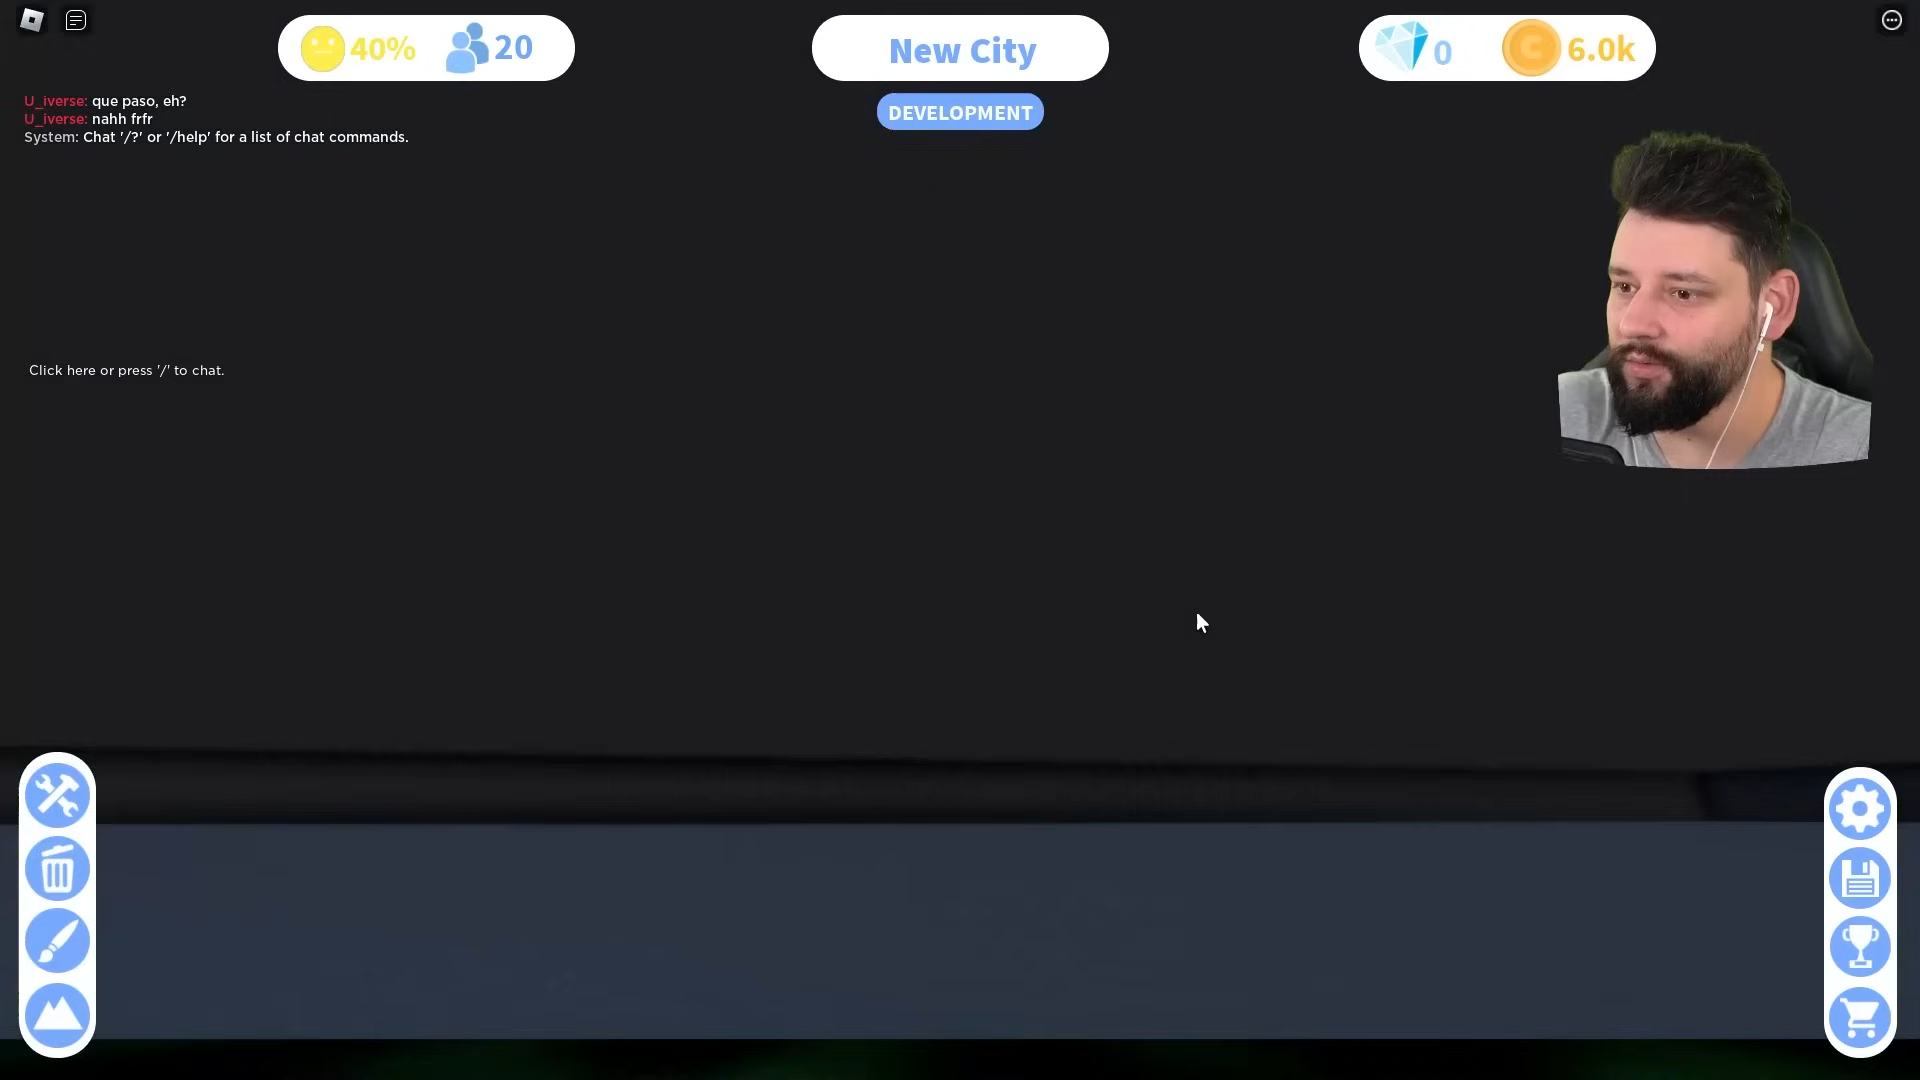 40% 20
New City
0 6.0k
DEVELOPMENT
U_iverse: que paso, eh?
U_iverse: nahh frfr
System: Chat '/?' or '/help' for a list of chat commands.
Click here or press '/' to chat.